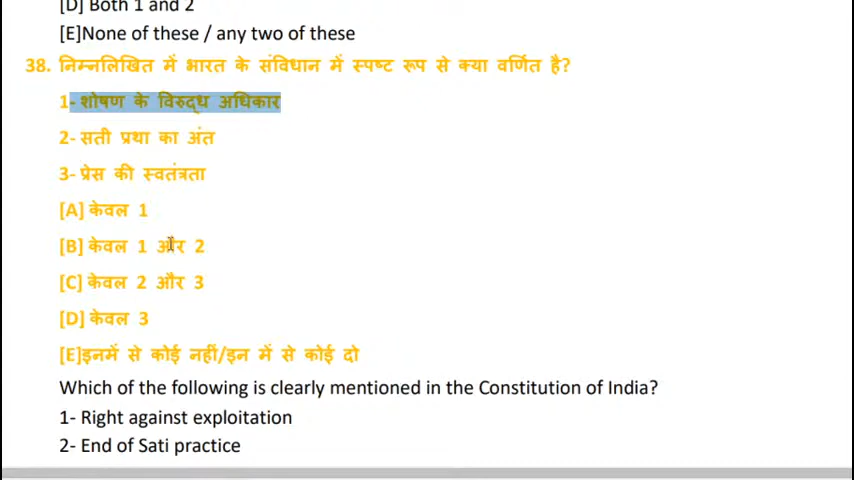 [D] Both 1 and 2
[E]None of these / any two of these
38. निम्नलिखित में भारत के संविधान में स्पष्ट रूप से क्या वर्णित है?
1- शोषण के विरुद्ध अधिकार
2- सती प्रथा का अंत
3- प्रेस की स्वतंत्रता
[A] केवल 1
[B] केवल 1 और 2
[C] केवल 2 और 3
[D] केवल 3
[E]इनमें से कोई नहीं/इन में से कोई दो
Which of the following is clearly mentioned in the Constitution of India?
1- Right against exploitation
2- End of Sati practice